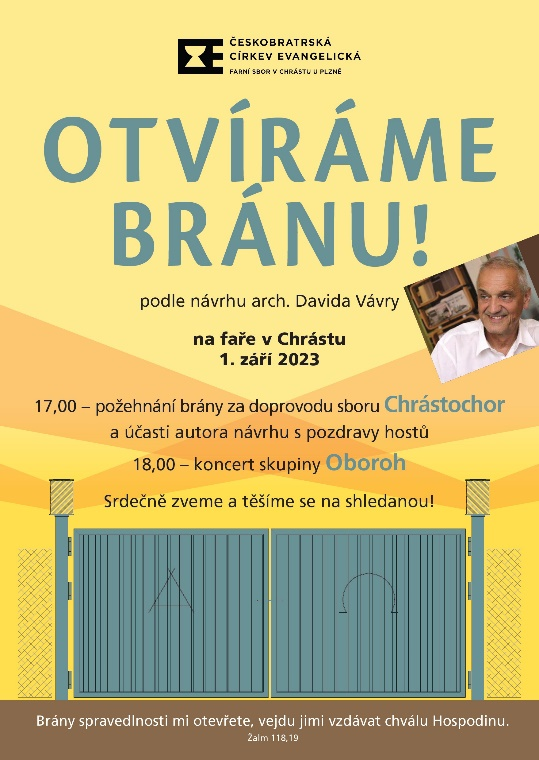 ČESKOBRATRSKÁ
CÍRKEV EVANGELICKÁ
FARNÍ SBOR V CHRÁSTU U PLZNĚ
OTVÍRÁME
BRÁNU!
podle návrhu arch. Davida Vávry
na faře v Chrástu
1. září 2023
17,00 – požehnání brány za doprovodu sboru Chrástochor
a účasti autora návrhu s pozdravy hostů
18,00 – koncert skupiny Oboroh
Srdečně zveme a těšíme se na shledanou!
Α Ω
Brány spravedlnosti mi otevřete, vejdu jimi vzdávat chválu Hospodinu.
Žalm 118,19